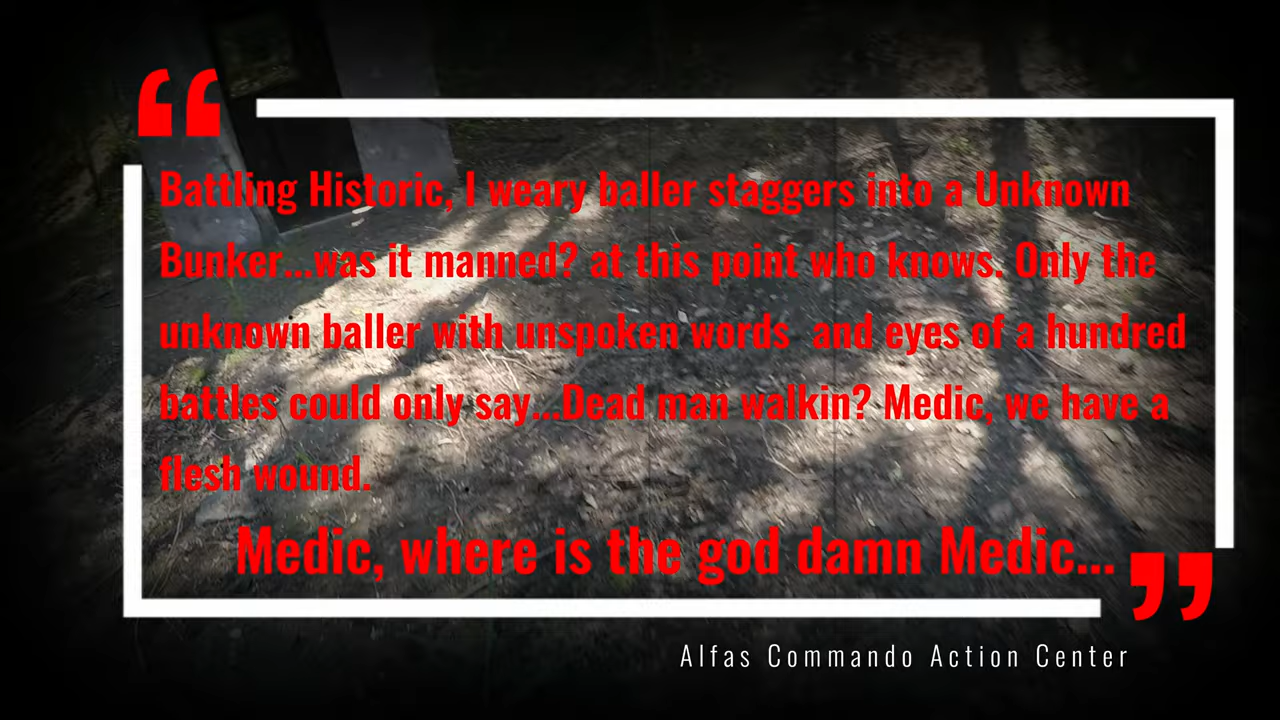 “
Battling Historic, I weary baller staggers into a Unknown
Bunker...was it manned? at this point who knows. Only the
unknown baller with unspoken words  and eyes of a hundred
battles could only say...Dead man walkin? Medic, we have a
flesh wound.
Medic, where is the god damn Medic...
”
Alfas Commando Action Center